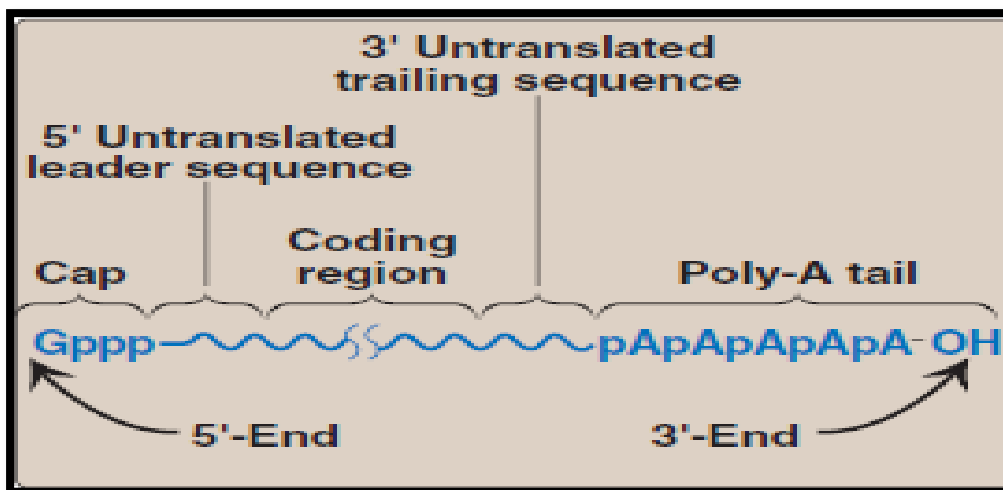 3' Untranslated
trailing sequence
5' Untranslated
leader sequence
Coding
region
Cap
Poly-A tail
Gppp
pApApApApA-OH
5'-End
3'-End